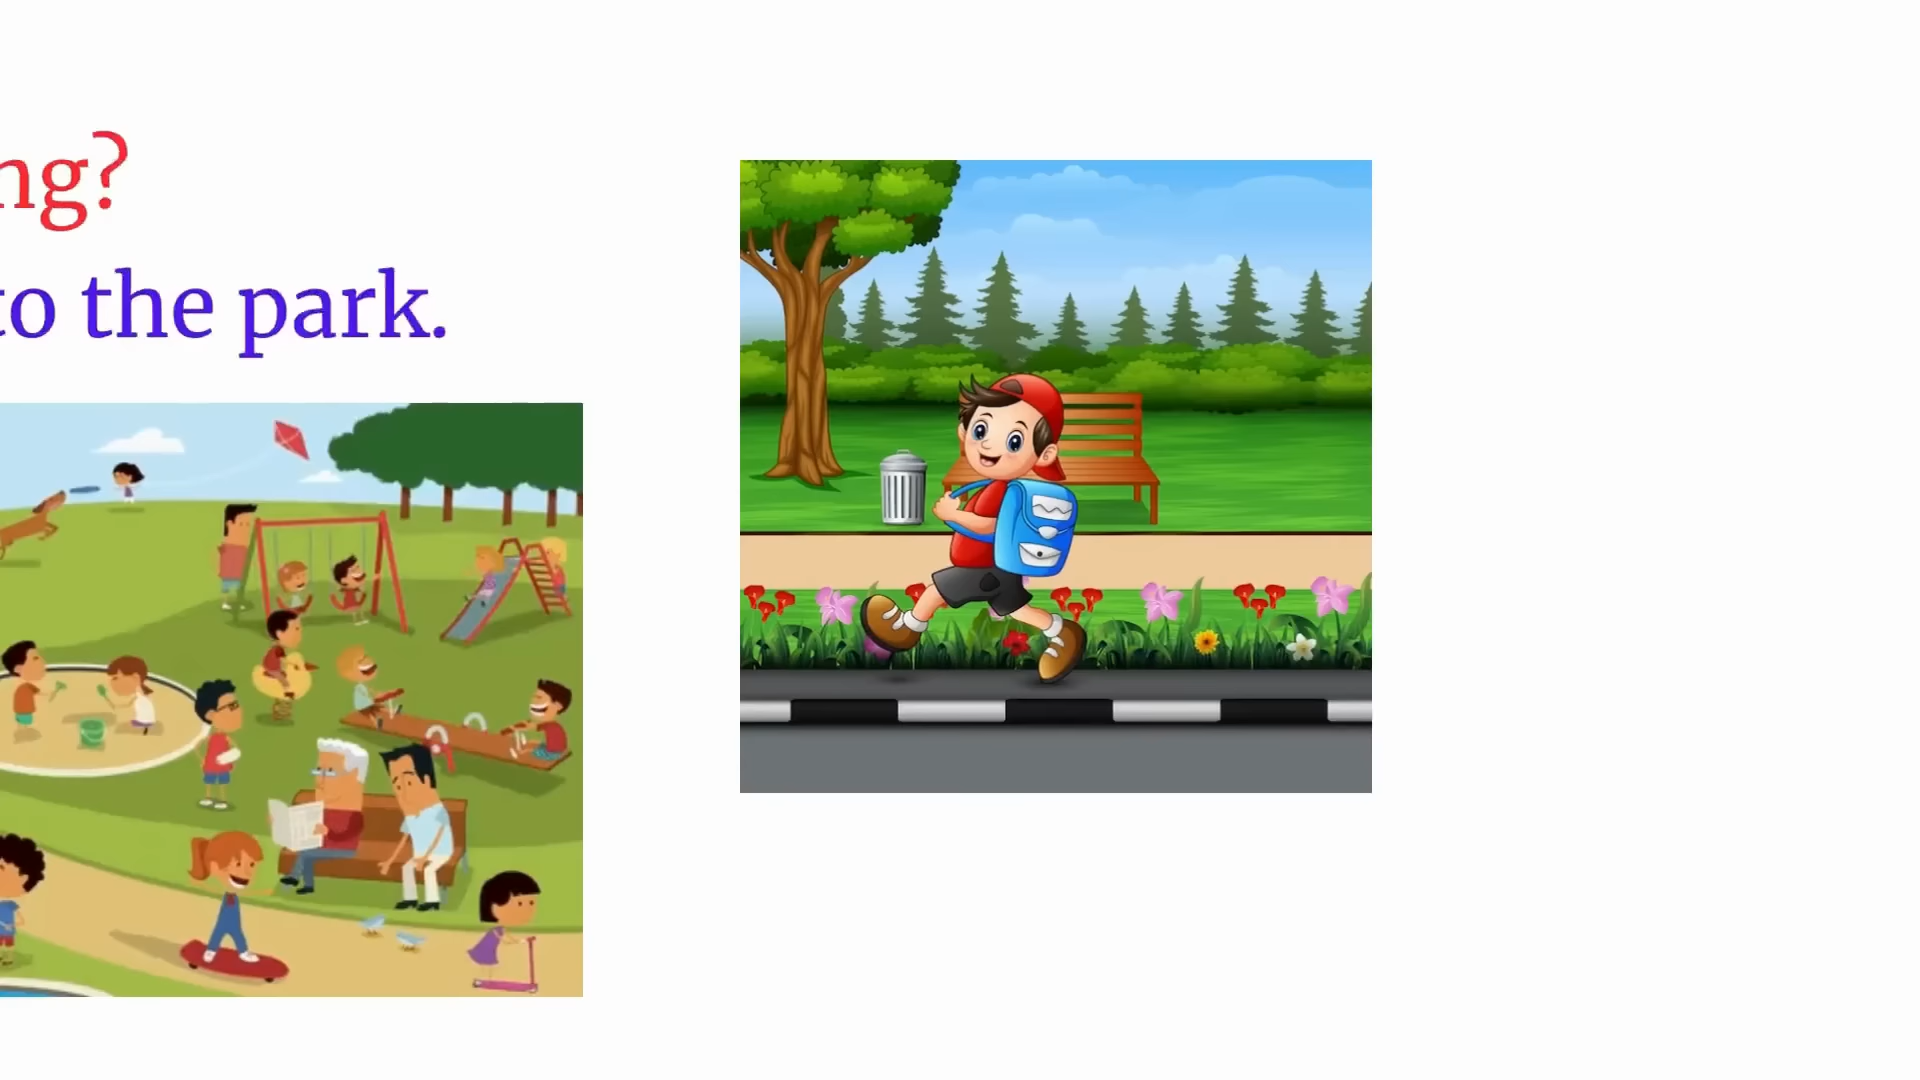 ng?
to the park.